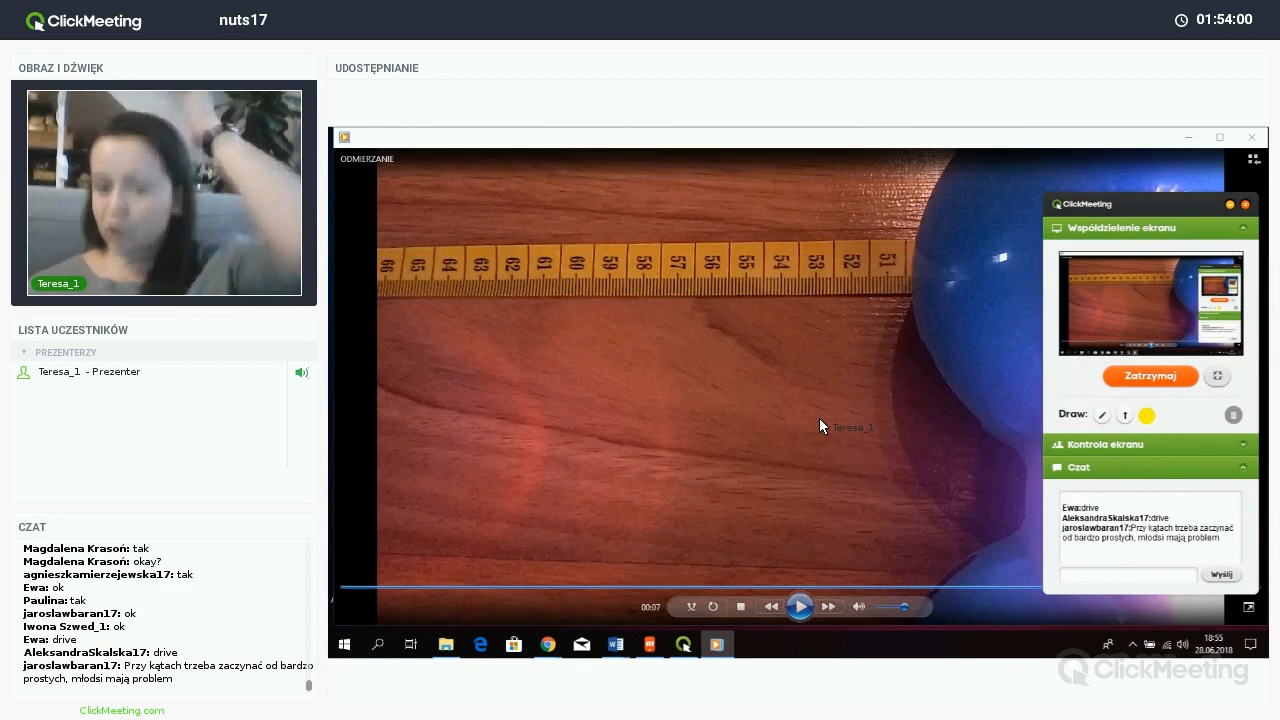 ClickMeeting
nuts17
01:54:00
OBRAZ I DŹWIĘK
Teresa_1
LISTA UCZESTNIKÓW
PREZENTERZY
Teresa_1 - Prezenter
CZAT
Magdalena Krasoń: tak
Magdalena Krasoń: okay?
agnieszkamierzejewska17: tak
Ewa: ok
Paulina: tak
jaroslawbaran17: ok
Iwona Szwed_1: ok
Ewa: drive
AleksandraSkalska17: drive
jaroslawbaran17: Przy kątach trzeba zaczynać od bardzo
prostych, młodsi mają problem
ClickMeeting.com
UDOSTĘPNIANIE
ODMIERZANIE
66 65 64 63 62 61 60 59 58 57 56 55 54 53 52 51
Teresa_1
00:07
ClickMeeting
Współdzielenie ekranu
Zatrzymaj
Draw:
Kontrola ekranu
Czat
Ewa:drive
AleksandraSkalska17:drive
jaroslawbaran17:Przy kątach trzeba zaczynać
od bardzo prostych, młodsi mają problem
Wyślij
18:55
28.06.2018
ClickMeeting